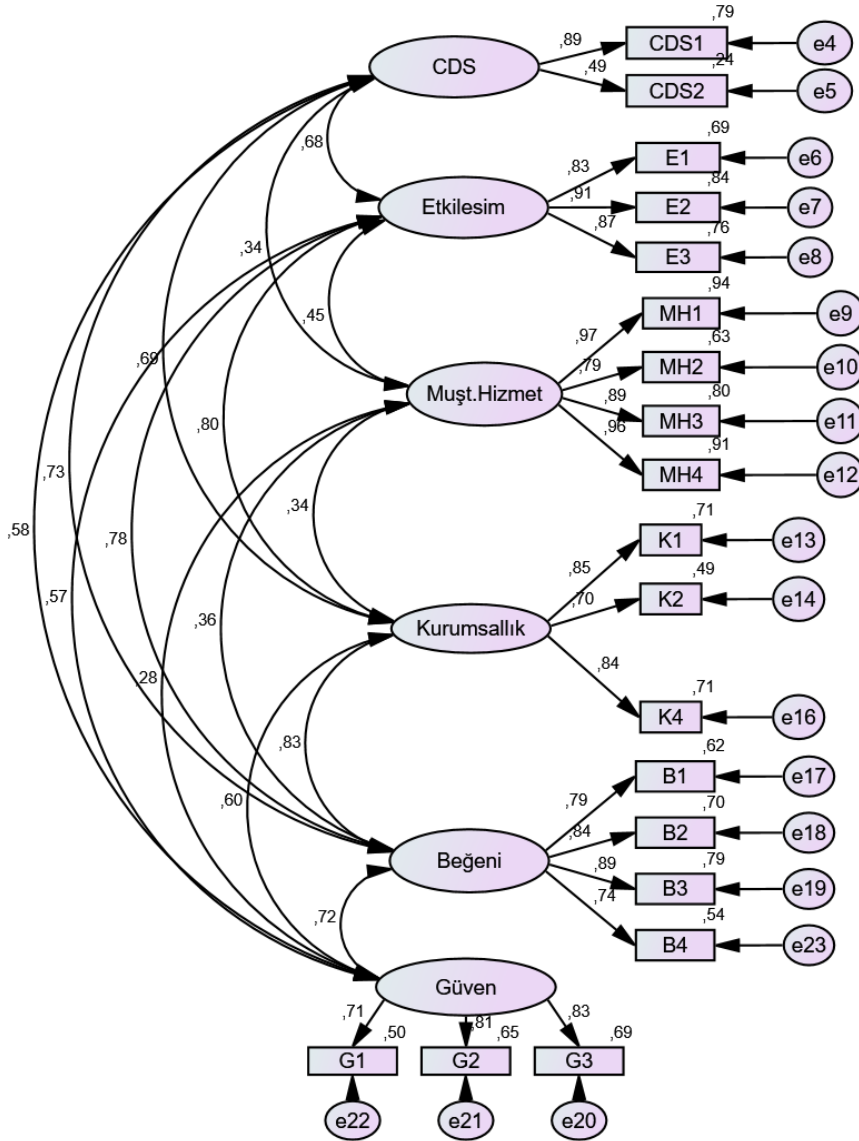 ,79
,89
CDS1
e4
CDS
,24
,49
CDS2
e5
,69
,68
,83
E1
e6
,84
,91
Etkilesim
E2
e7
,87
,76
,34
E3
e8
,94
,45
MH1
e9
,97
,63
,69
,79
MH2
e10
Muşt.Hizmet
,80
,89
MH3
e11
,80
,96
,91
,73
MH4
e12
,34
,71
,58
,78
K1
e13
,85
,49
,57
,70
K2
e14
,36
Kurumsallık
,84
,28
,71
K4
e16
,83
,62
,60
,79
B1
e17
,70
,84
B2
e18
Beğeni
,79
,89
B3
e19
,74
,72
,54
B4
e23
Güven
,71
,50
,81
,65
,83
,69
G1
G2
G3
e22
e21
e20